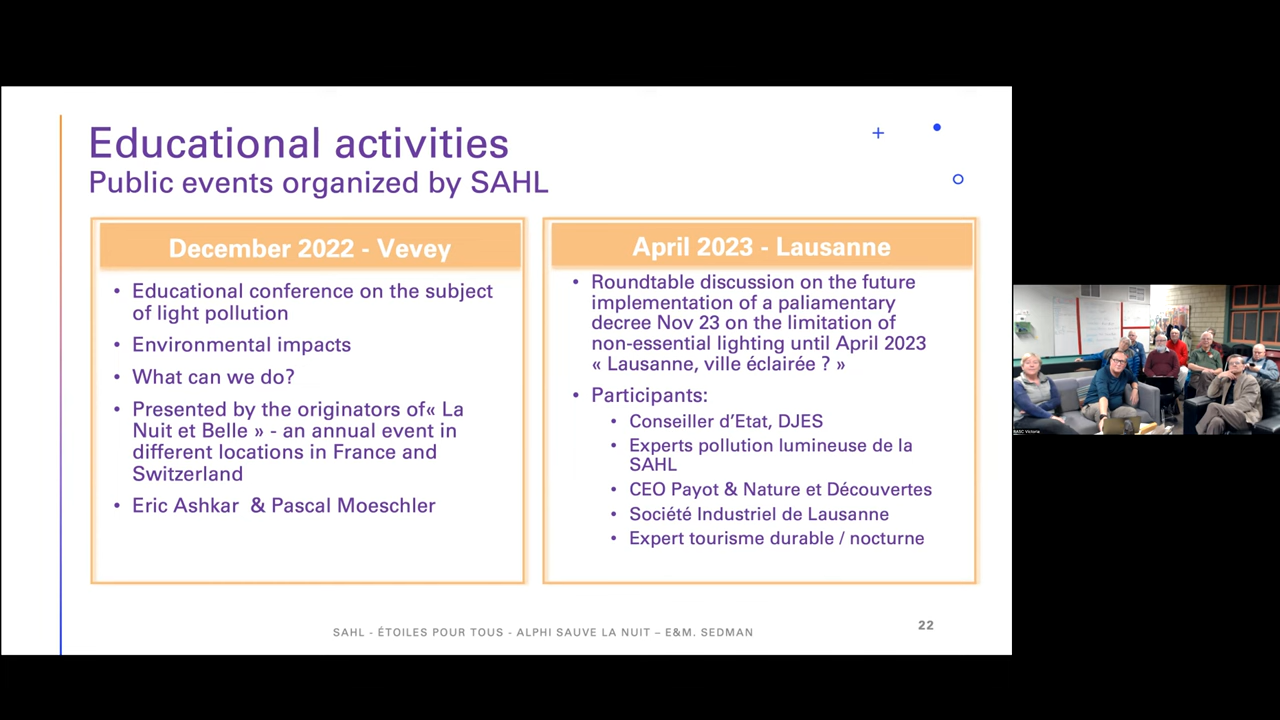 Educational activities
Public events organized by SAHL
December 2022 - Vevey
• Educational conference on the subject
of light pollution
• Environmental impacts
• What can we do?
• Presented by the originators of« La
Nuit et Belle » - an annual event in
different locations in France and
Switzerland
• Eric Ashkar & Pascal Moeschler
April 2023 - Lausanne
• Roundtable discussion on the future
implementation of a paliamentary
decree Nov 23 on the limitation of
non-essential lighting until April 2023
« Lausanne, ville éclairée ? »
• Participants:
• Conseiller d’Etat, DJES
• Experts pollution lumineuse de la
SAHL
• CEO Payot & Nature et Découvertes
• Société Industriel de Lausanne
• Expert tourisme durable / nocturne
SAHL - ÉTOILES POUR TOUS - ALPHI SAUVE LA NUIT – E&M. SEDMAN
22
RASC Victoria